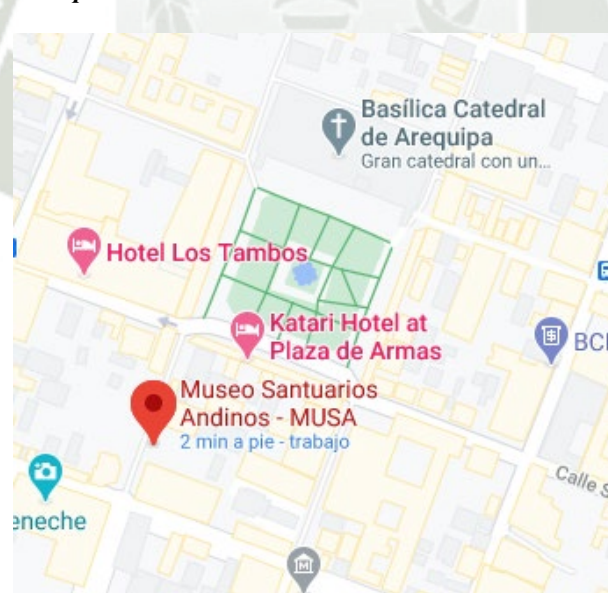 Basílica Catedral
de Arequipa
Gran catedral con un...
Hotel Los Tambos
Katari Hotel at
Plaza de Armas
BC
Museo Santuarios
Andinos - MUSA
2 min a pie - trabajo
Calle S
eneche